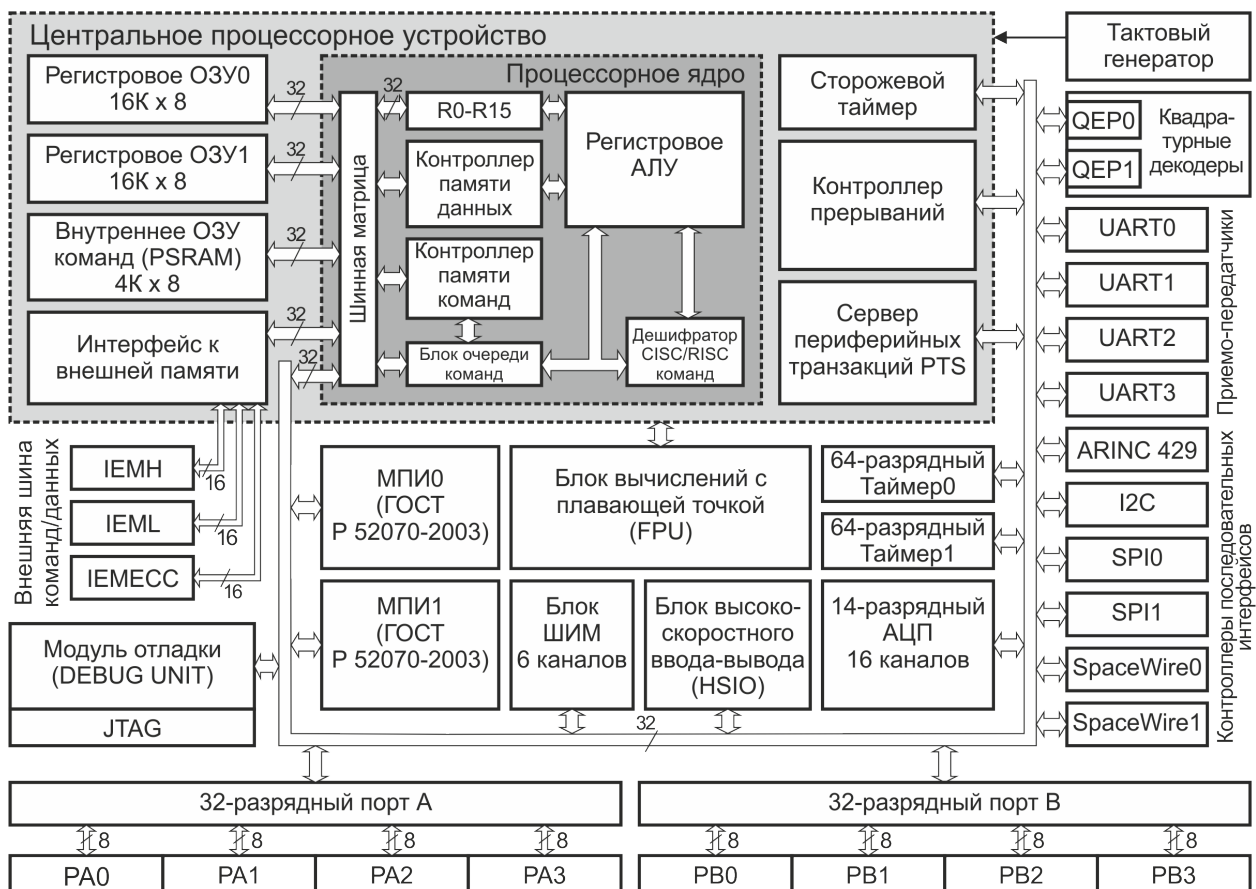 Центральное процессорное устройство
Тактовый
генератор
Регистровое ОЗУ0
16К x 8
32
Регистровое ОЗУ1
16К x 8
32
Внутреннее ОЗУ
команд (PSRAM)
4К x 8
32
Интерфейс к
внешней памяти
32
32
Процессорное ядро
Шинная матрица
32
R0-R15
Контроллер
памяти
данных
Контроллер
памяти
команд
Блок очереди
команд
Регистровое
АЛУ
Дешифратор
CISC/RISC
команд
Сторожевой
таймер
Контроллер
прерываний
Сервер
периферийных
транзакций PTS
QEP0
QEP1
Квадра-
турные
декодеры
UART0
UART1
UART2
UART3
Приемо-передатчики
ARINC 429
I2C
SPI0
SPI1
SpaceWire0
SpaceWire1
Контроллеры последовательных
интерфейсов
Внешняя шина
команд/данных
IEMH
16
IEML
16
IEMECC
16
МПИ0
(ГОСТ
Р 52070-2003)
Блок вычислений с
плавающей точкой
(FPU)
64-разрядный
Таймер0
64-разрядный
Таймер1
МПИ1
(ГОСТ
Р 52070-2003)
Блок
ШИМ
6 каналов
Блок высоко-
скоростного
ввода-вывода
(HSIO)
14-разрядный
АЦП
16 каналов
Модуль отладки
(DEBUG UNIT)
JTAG
32
32-разрядный порт А
32-разрядный порт В
8
8
8
8
8
8
8
8
PA0
PA1
PA2
PA3
PB0
PB1
PB2
PB3